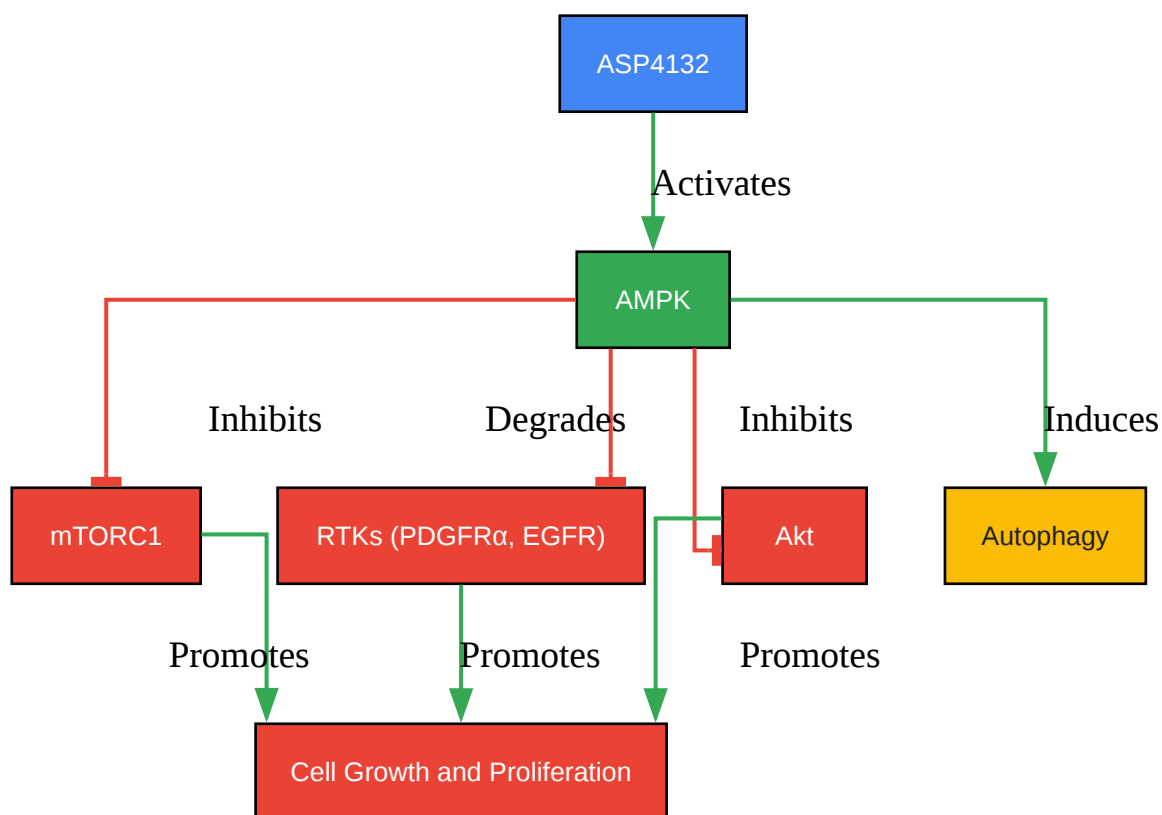 ASP4132
Activates
AMPK
Inhibits
Degrades
Inhibits
Induces
mTORC1
RTKs (PDGFRα, EGFR)
Akt
Autophagy
Promotes
Promotes
Promotes
Cell Growth and Proliferation